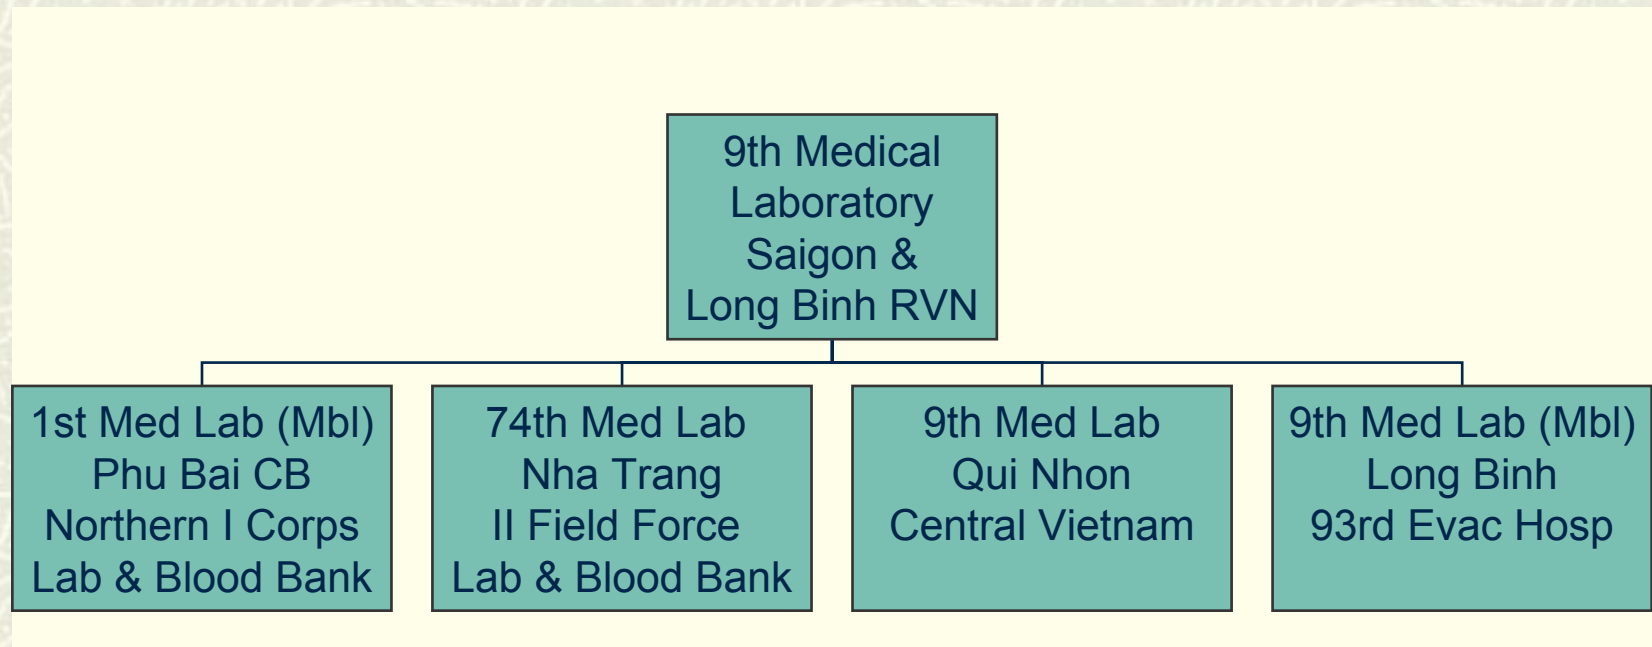 9th Medical
Laboratory
Saigon &
Long Binh RVN
1st Med Lab (Mbl)
Phu Bai CB
Northern I Corps
Lab & Blood Bank
74th Med Lab
Nha Trang
II Field Force
Lab & Blood Bank
9th Med Lab
Qui Nhon
Central Vietnam
9th Med Lab (Mbl)
Long Binh
93rd Evac Hosp